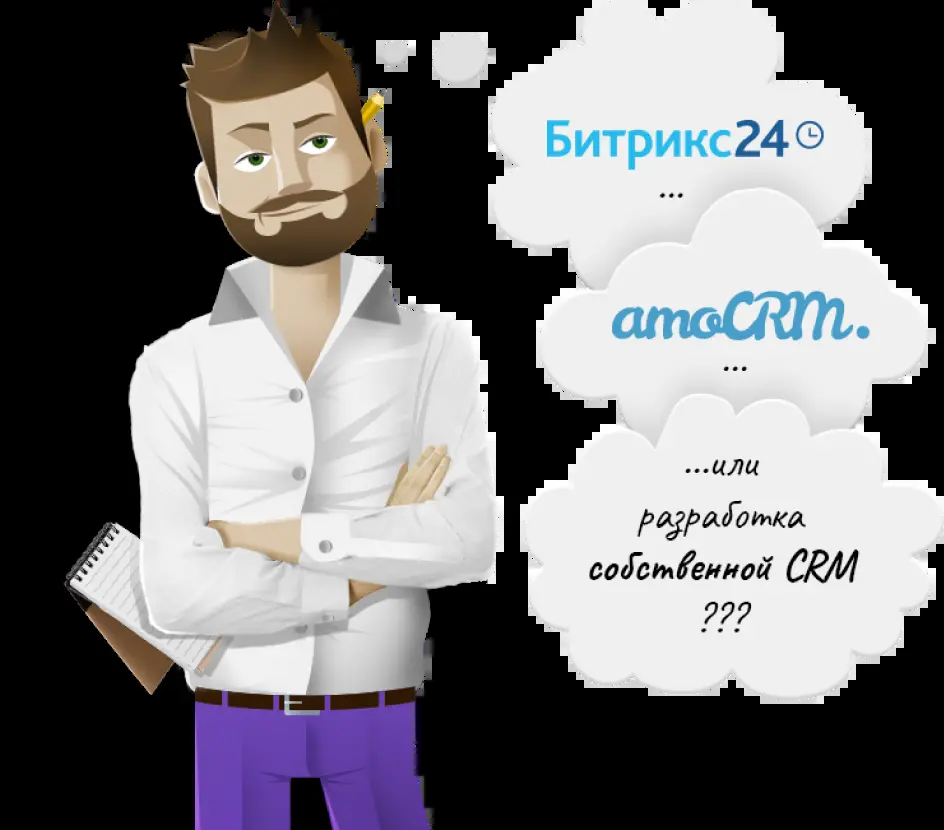 Битрикс24
...
amoCRM.
...
...или
разработка
собственной CRM
???